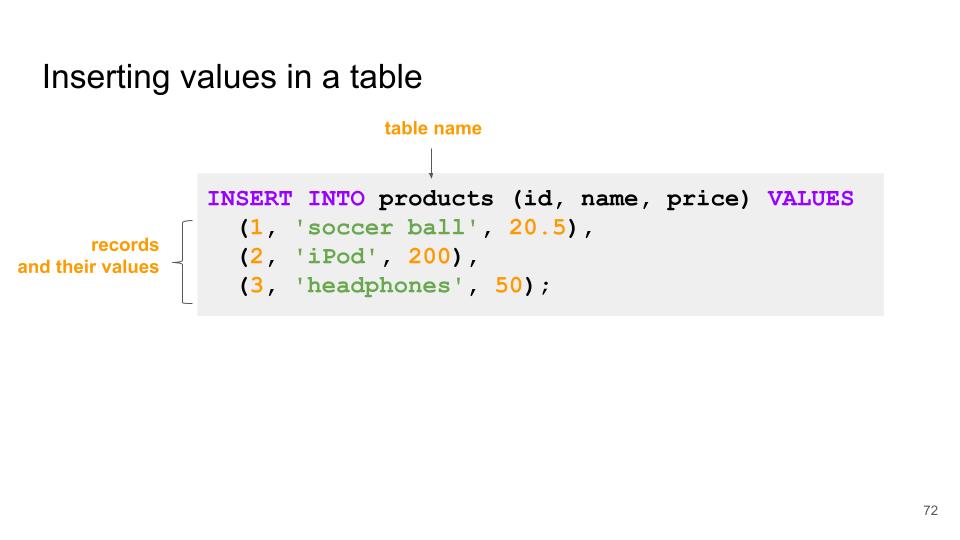 Inserting values in a table
table name
INSERT INTO products (id, name, price) VALUES
(1, 'soccer ball', 20.5),
(2, 'iPod', 200),
(3, 'headphones', 50);
records
and their values
72